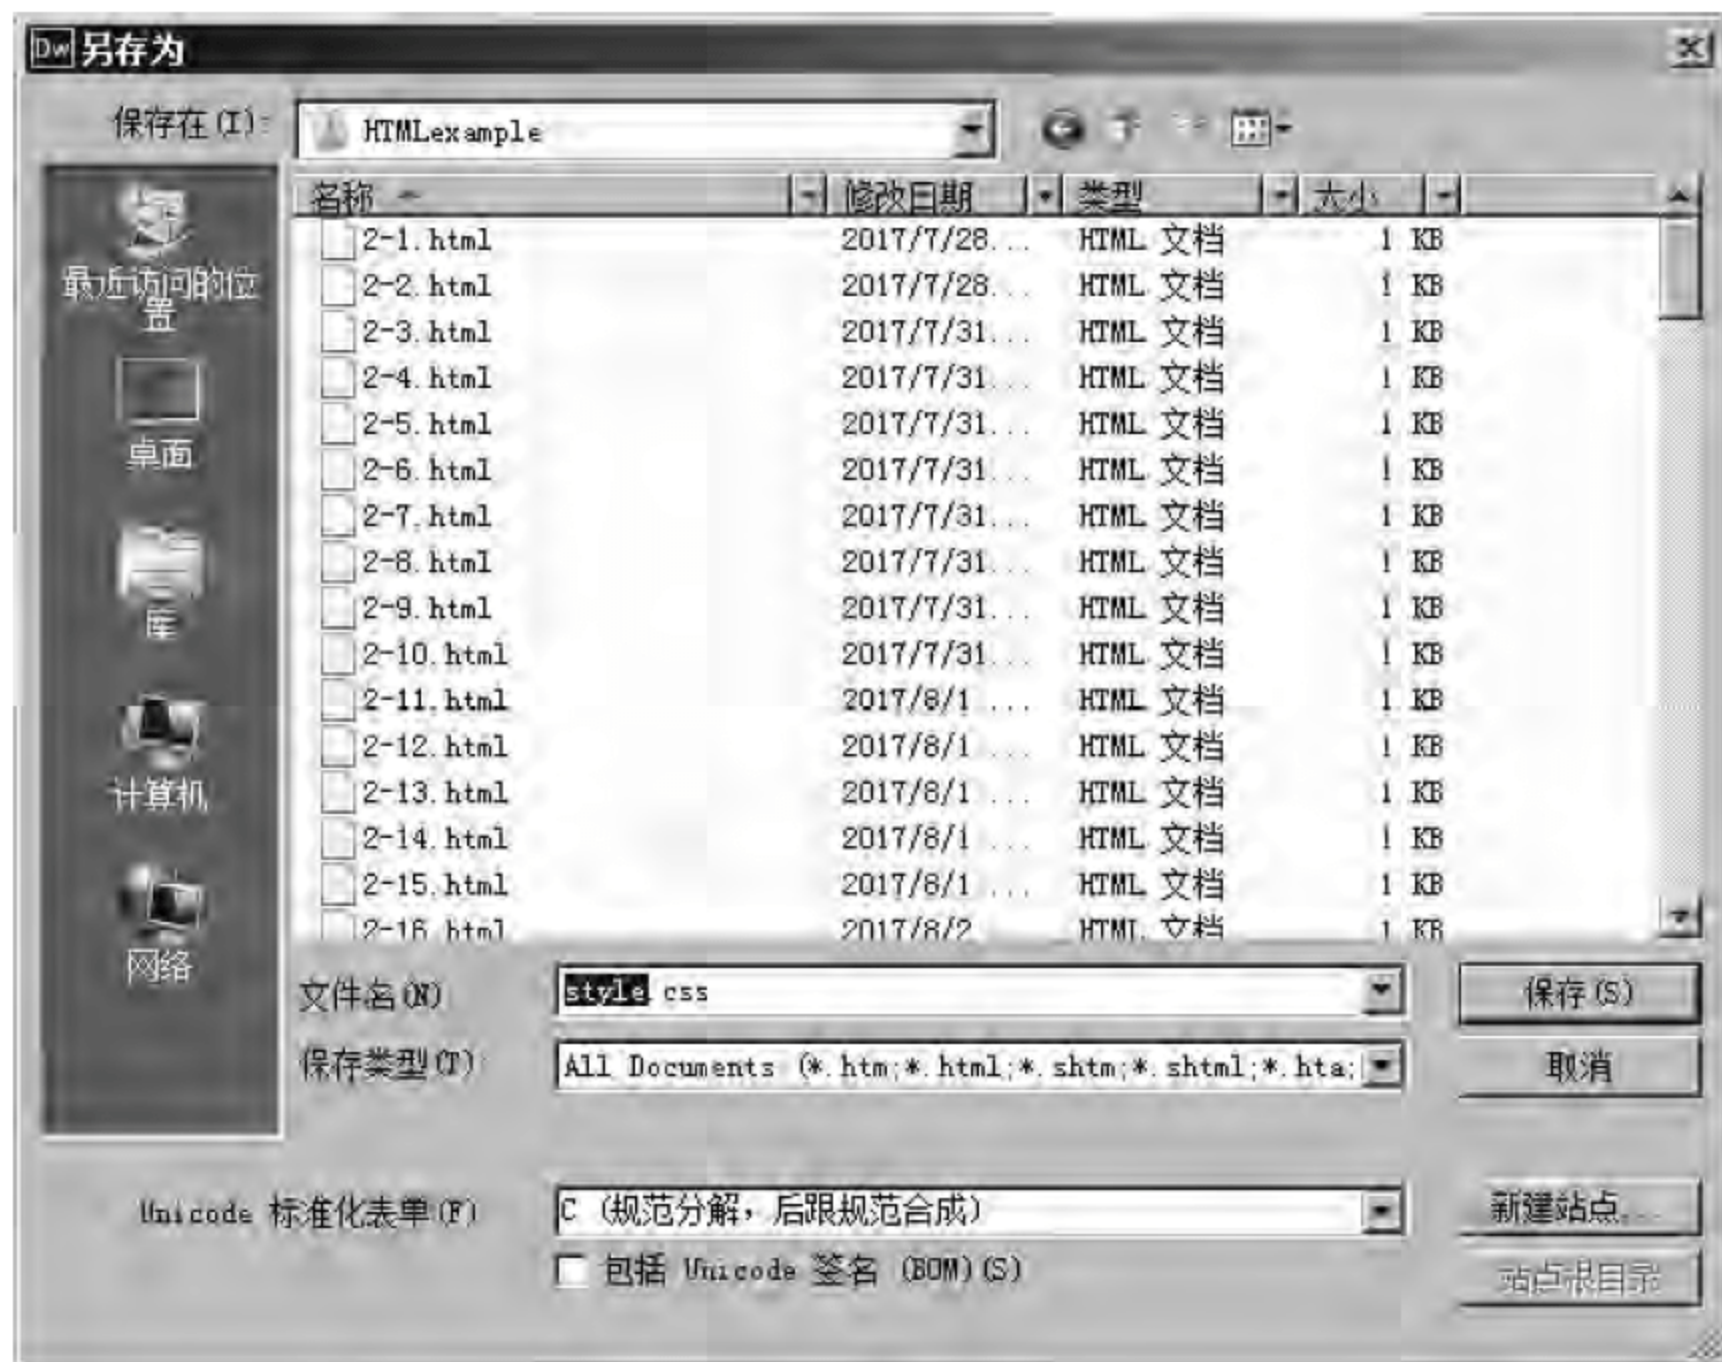 Dw 另存为
保存在(I): HTMLexample
名称 修改日期 类型 大小
2-1.html 2017/7/28... HTML 文档 1 KB
2-2.html 2017/7/28... HTML 文档 1 KB
2-3.html 2017/7/31... HTML 文档 1 KB
2-4.html 2017/7/31... HTML 文档 1 KB
2-5.html 2017/7/31... HTML 文档 1 KB
2-6.html 2017/7/31... HTML 文档 1 KB
2-7.html 2017/7/31... HTML 文档 1 KB
2-8.html 2017/7/31... HTML 文档 1 KB
2-9.html 2017/7/31... HTML 文档 1 KB
2-10.html 2017/7/31... HTML 文档 1 KB
2-11.html 2017/8/1 ... HTML 文档 1 KB
2-12.html 2017/8/1 ... HTML 文档 1 KB
2-13.html 2017/8/1 ... HTML 文档 1 KB
2-14.html 2017/8/1 ... HTML 文档 1 KB
2-15.html 2017/8/1 ... HTML 文档 1 KB
2-16.html 2017/8/2 HTML 文档 1 KB
最近访问的位
置
桌面
库
计算机
网络
文件名(N) style.css 保存(S)
保存类型(T) All Documents (*.htm;*.html;*.shtm;*.shtml;*.hta; 取消
Unicode 标准化表单(F) C (规范分解，后跟规范合成) 新建站点...
包括 Unicode 签名 (BOM)(S) 站点根目录